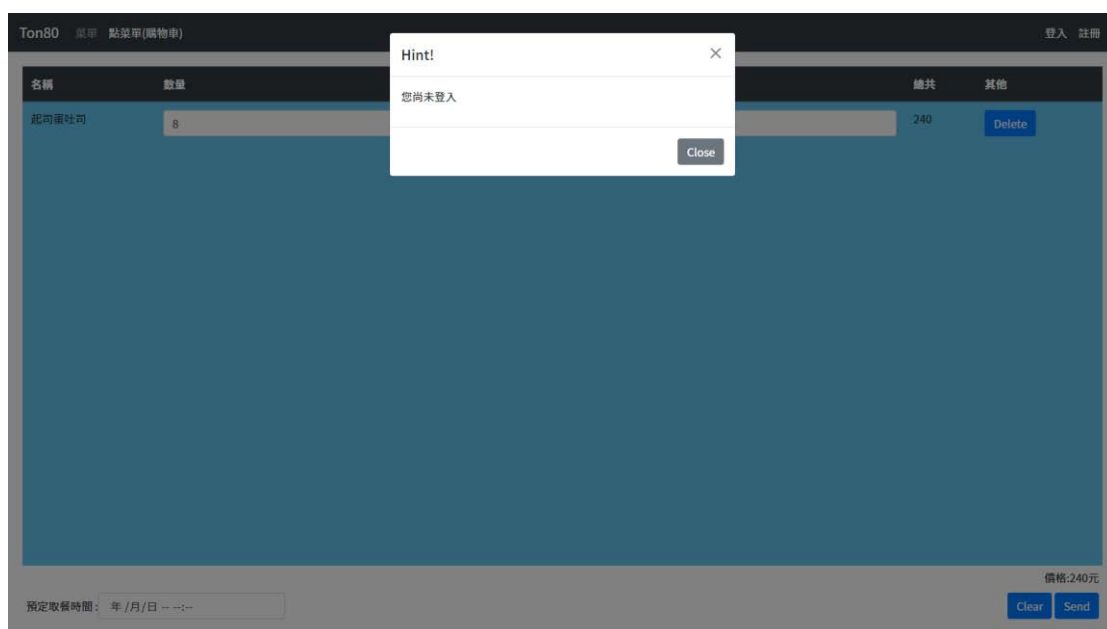 Ton80 菜單 點菜單(購物車) 登入 註冊
Hint! ×
您尚未登入
Close
名稱 數量 總共 其他
起司蛋吐司 8 240 Delete
價格:240元
預定取餐時間: 年 /月/日 -- --:--
Clear Send